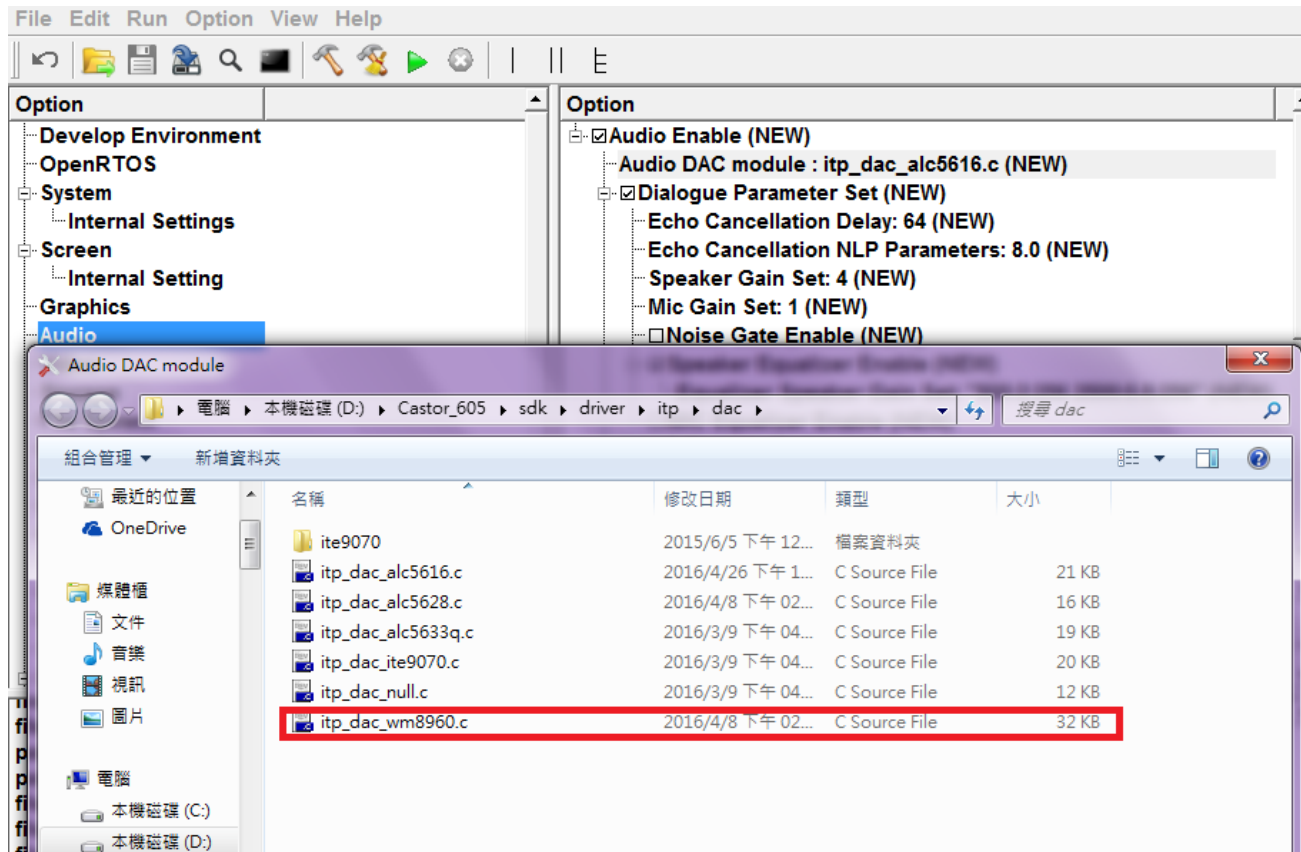 File Edit Run Option View Help
Option
Develop Environment
OpenRTOS
System
Internal Settings
Screen
Internal Setting
Graphics
Audio
Option
Audio Enable (NEW)
Audio DAC module : itp_dac_alc5616.c (NEW)
Dialogue Parameter Set (NEW)
Echo Cancellation Delay: 64 (NEW)
Echo Cancellation NLP Parameters: 8.0 (NEW)
Speaker Gain Set: 4 (NEW)
Mic Gain Set: 1 (NEW)
Noise Gate Enable (NEW)
Speaker Equalizer Enable (NEW)
Audio DAC module
電腦 本機磁碟 (D:) Castor_605 sdk driver itp dac
搜尋 dac
組合管理 新增資料夾
最近的位置
OneDrive
媒體櫃
文件
音樂
視訊
圖片
電腦
本機磁碟 (C:)
本機磁碟 (D:)
名稱 修改日期 類型 大小
ite9070 2015/6/5 下午 12... 檔案資料夾
itp_dac_alc5616.c 2016/4/26 下午 1... C Source File 21 KB
itp_dac_alc5628.c 2016/4/8 下午 02... C Source File 16 KB
itp_dac_alc5633q.c 2016/3/9 下午 04... C Source File 19 KB
itp_dac_ite9070.c 2016/3/9 下午 04... C Source File 20 KB
itp_dac_null.c 2016/3/9 下午 04... C Source File 12 KB
itp_dac_wm8960.c 2016/4/8 下午 02... C Source File 32 KB